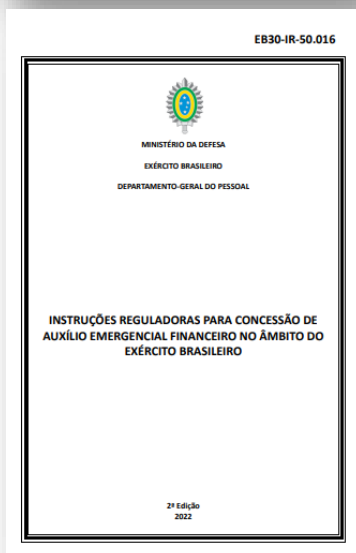 EB30-IR-50.016
MINISTÉRIO DA DEFESA
EXÉRCITO BRASILEIRO
DEPARTAMENTO-GERAL DO PESSOAL
INSTRUÇÕES REGULADORAS PARA CONCESSÃO DE
AUXÍLIO EMERGENCIAL FINANCEIRO NO ÂMBITO DO
EXÉRCITO BRASILEIRO
2ª Edição
2022